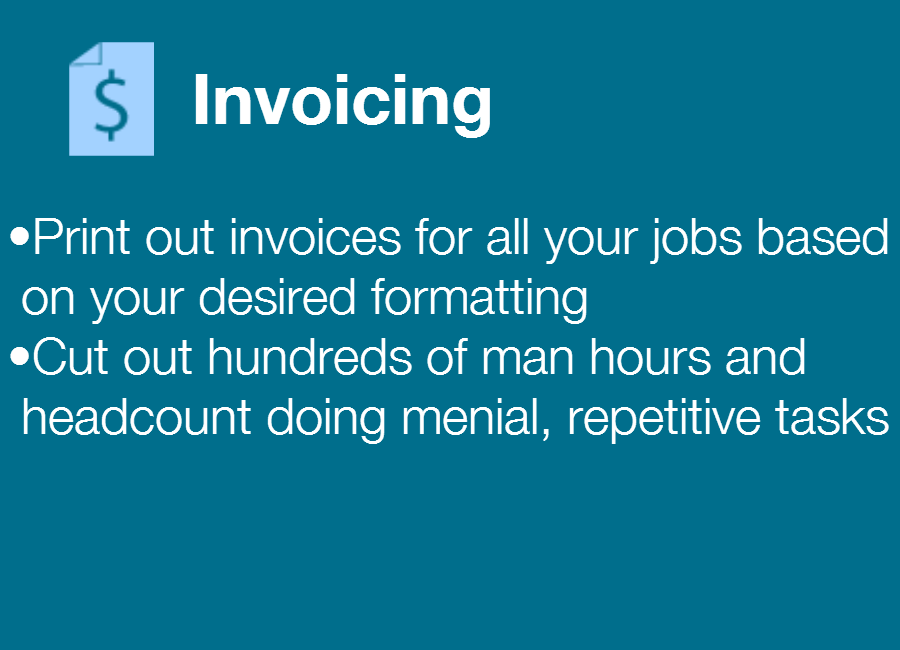 $
Invoicing
•Print out invoices for all your jobs based
on your desired formatting
•Cut out hundreds of man hours and
headcount doing menial, repetitive tasks